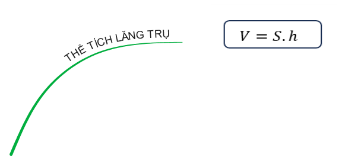 THỂ TÍCH LĂNG TRỤ
V = S.h